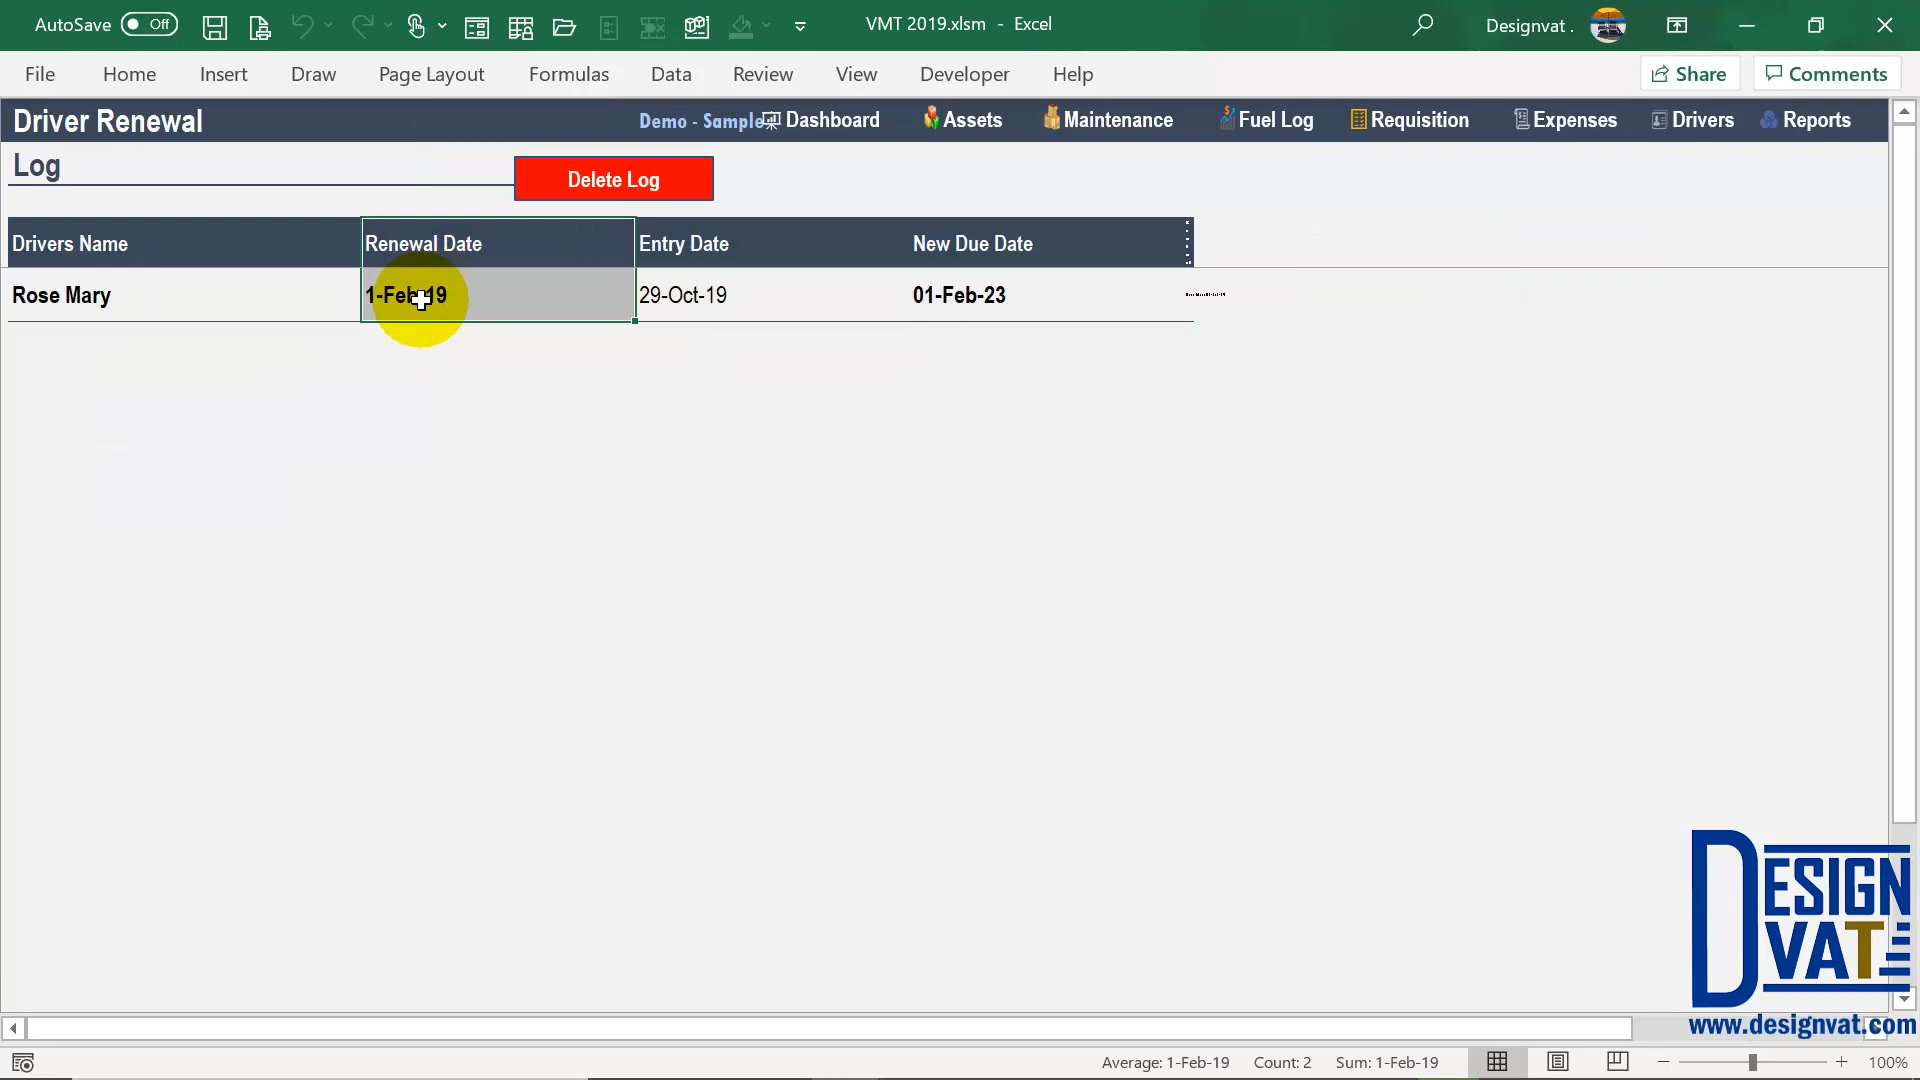 AutoSave Off VMT 2019.xlsm - Excel Designvat .
File Home Insert Draw Page Layout Formulas Data Review View Developer Help Share Comments
Driver Renewal Demo - Sample Dashboard Assets Maintenance Fuel Log Requisition Expenses Drivers Reports
Log
Delete Log
Drivers Name Renewal Date Entry Date New Due Date
Rose Mary 1-Feb-19 29-Oct-19 01-Feb-23
DESIGN
VAT
www.designvat.com
Average: 1-Feb-19 Count: 2 Sum: 1-Feb-19 100%